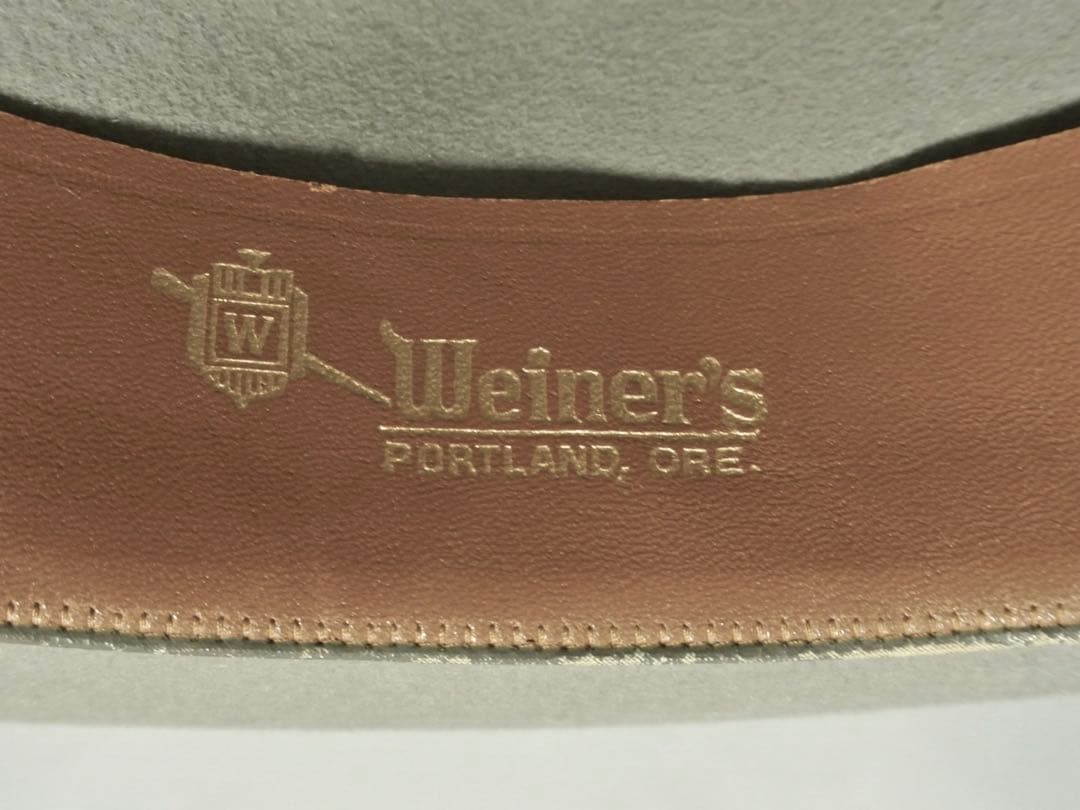 W
Weiner's
PORTLAND, ORE.